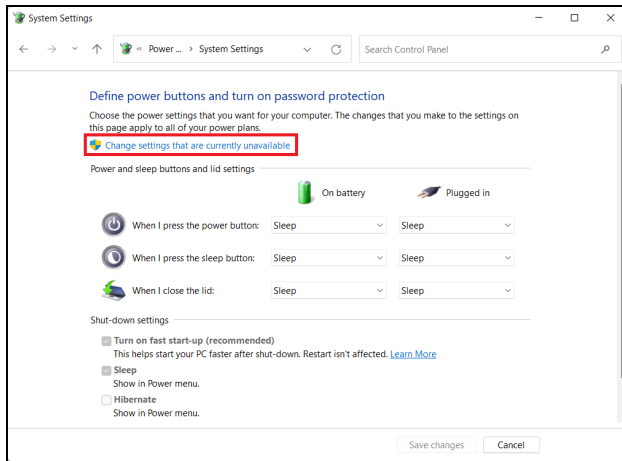 System Settings
« Power ... › System Settings
Search Control Panel
Define power buttons and turn on password protection
Choose the power settings that you want for your computer. The changes that you make to the settings on
this page apply to all of your power plans.
Change settings that are currently unavailable
Power and sleep buttons and lid settings
On battery Plugged in
When I press the power button: Sleep Sleep
When I press the sleep button: Sleep Sleep
When I close the lid: Sleep Sleep
Shut-down settings
Turn on fast start-up (recommended)
This helps start your PC faster after shut-down. Restart isn't affected. Learn More
Sleep
Show in Power menu.
Hibernate
Show in Power menu.
Save changes Cancel